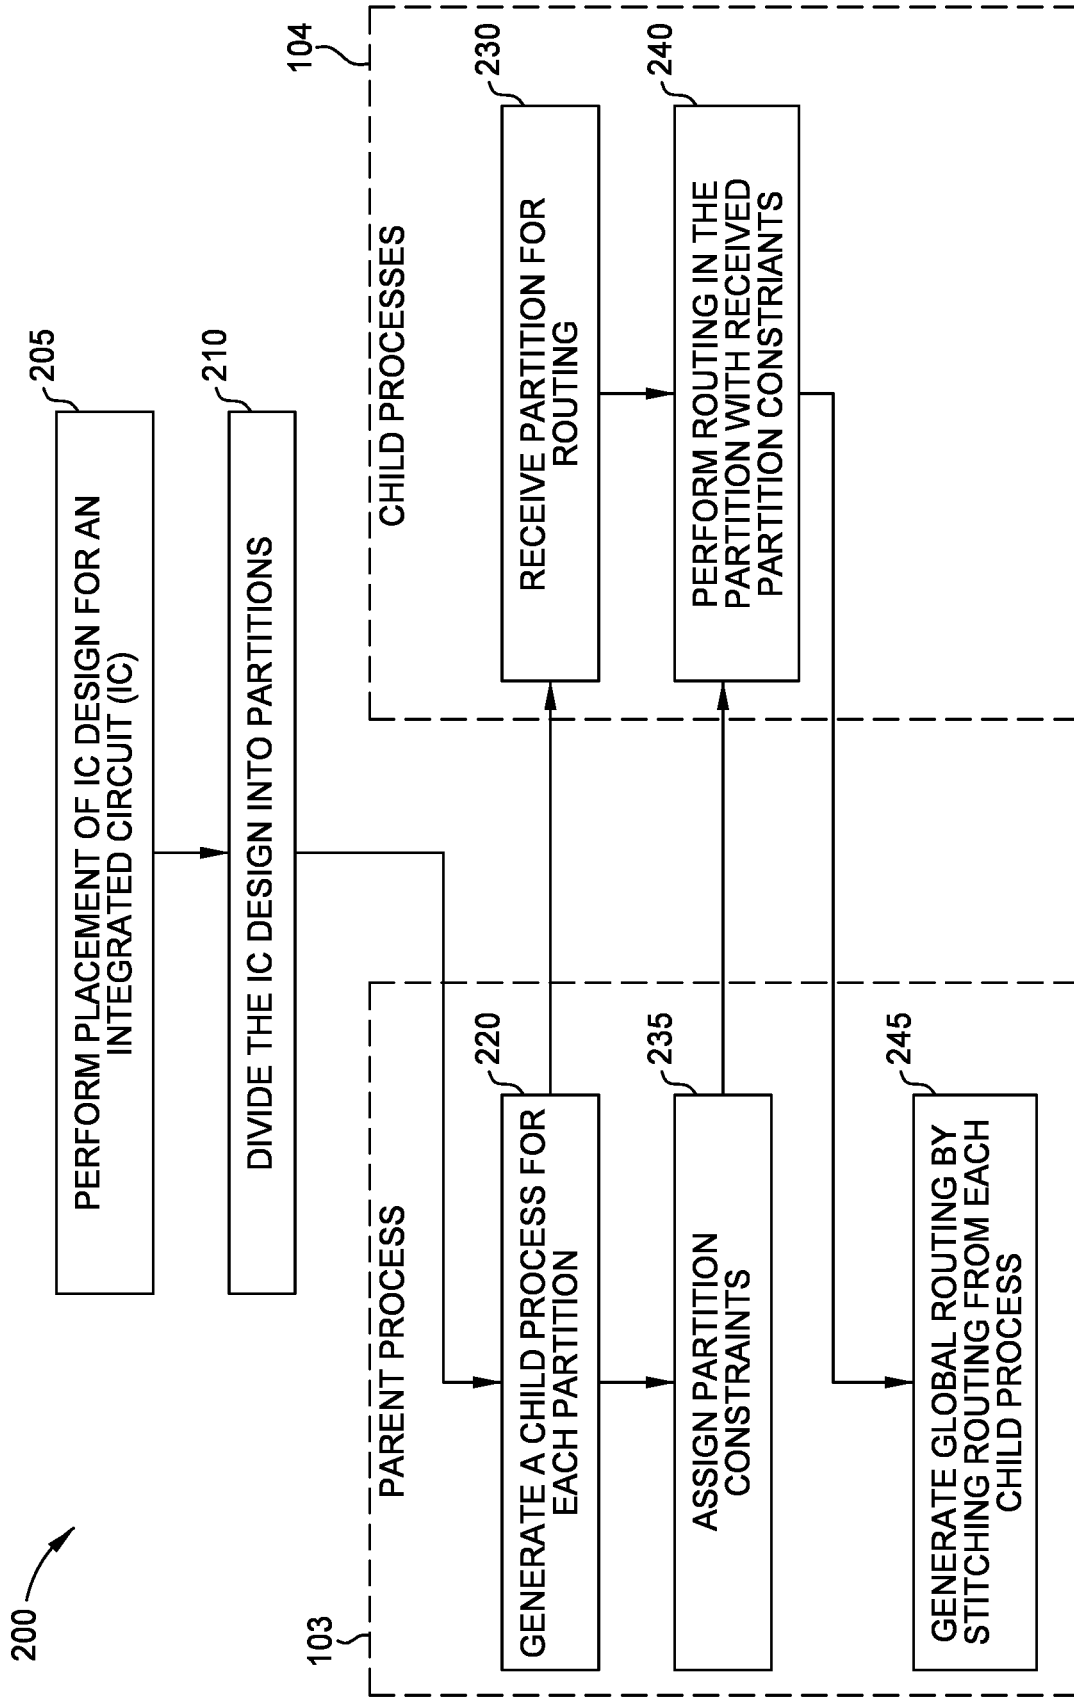 200
PERFORM PLACEMENT OF IC DESIGN FOR AN
INTEGRATED CIRCUIT (IC)
205
DIVIDE THE IC DESIGN INTO PARTITIONS
210
103
PARENT PROCESS
GENERATE A CHILD PROCESS FOR
EACH PARTITION
220
ASSIGN PARTITION
CONSTRAINTS
235
GENERATE GLOBAL ROUTING BY
STITCHING ROUTING FROM EACH
CHILD PROCESS
245
104
CHILD PROCESSES
RECEIVE PARTITION FOR
ROUTING
230
PERFORM ROUTING IN THE
PARTITION WITH RECEIVED
PARTITION CONSTRIANTS
240